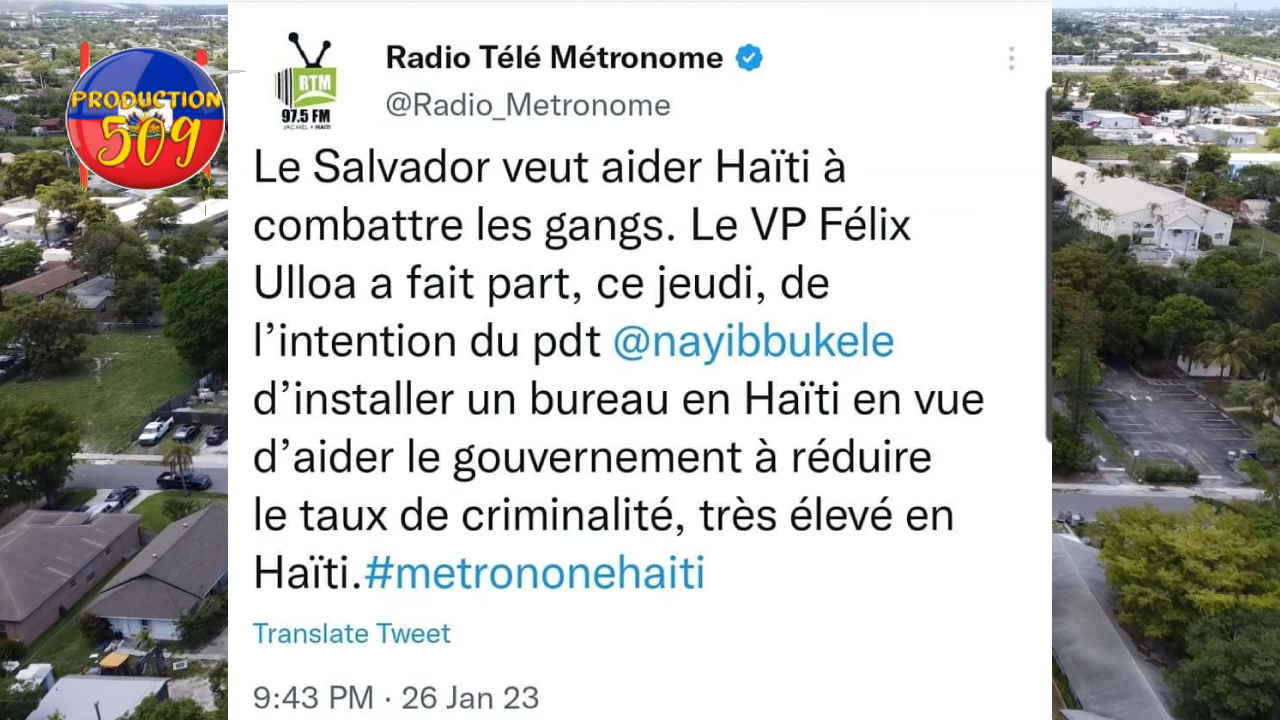 PRODUCTION
509
RTM
97.5 FM
JACMEL • HAITI
Radio Télé Métronome
@Radio_Metronome
Le Salvador veut aider Haïti à
combattre les gangs. Le VP Félix
Ulloa a fait part, ce jeudi, de
l’intention du pdt @nayibbukele
d’installer un bureau en Haïti en vue
d’aider le gouvernement à réduire
le taux de criminalité, très élevé en
Haïti.#metrononehaiti
Translate Tweet
9:43 PM · 26 Jan 23